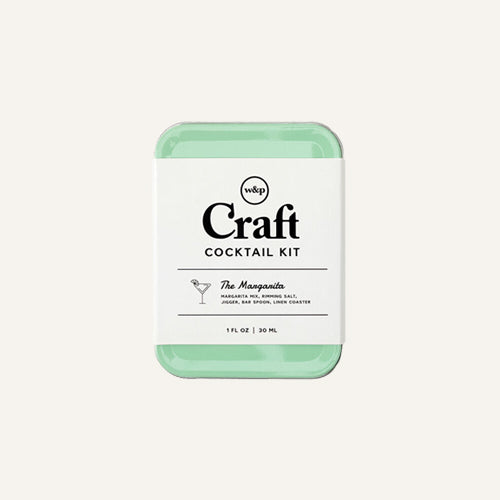 w&p
Craft
COCKTAIL KIT
The Margarita
MARGARITA MIX, RIMMING SALT,
JIGGER, BAR SPOON, LINEN COASTER
1 FL OZ | 30 ML